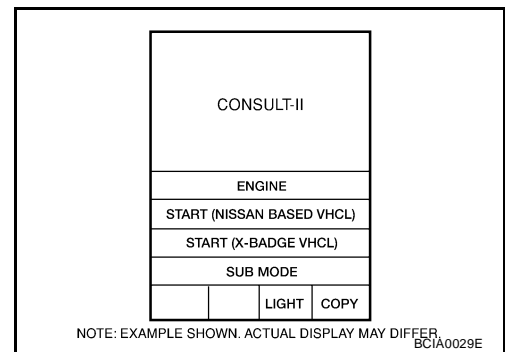 CONSULT-II
ENGINE
START (NISSAN BASED VHCL)
START (X-BADGE VHCL)
SUB MODE
LIGHT COPY
NOTE: EXAMPLE SHOWN. ACTUAL DISPLAY MAY DIFFER.
BCIA0029E